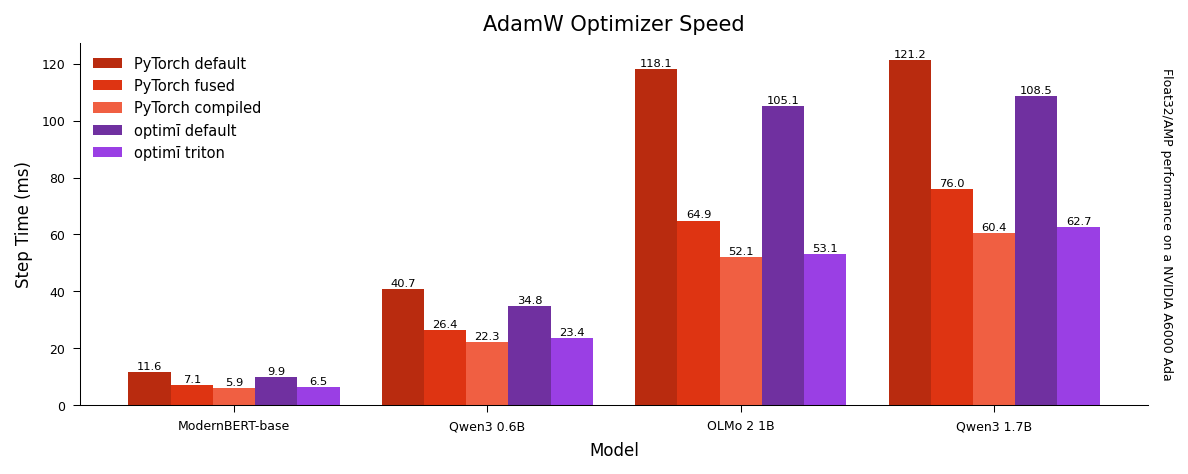 AdamW Optimizer Speed
PyTorch default
PyTorch fused
PyTorch compiled
optimī default
optimī triton
Step Time (ms)
120
100
80
60
40
20
0
11.6
7.1
5.9
9.9
6.5
40.7
26.4
22.3
34.8
23.4
118.1
64.9
52.1
105.1
53.1
121.2
76.0
60.4
108.5
62.7
ModernBERT-base
Qwen3 0.6B
OLMo 2 1B
Qwen3 1.7B
Model
Float32/AMP performance on a NVIDIA A6000 Ada